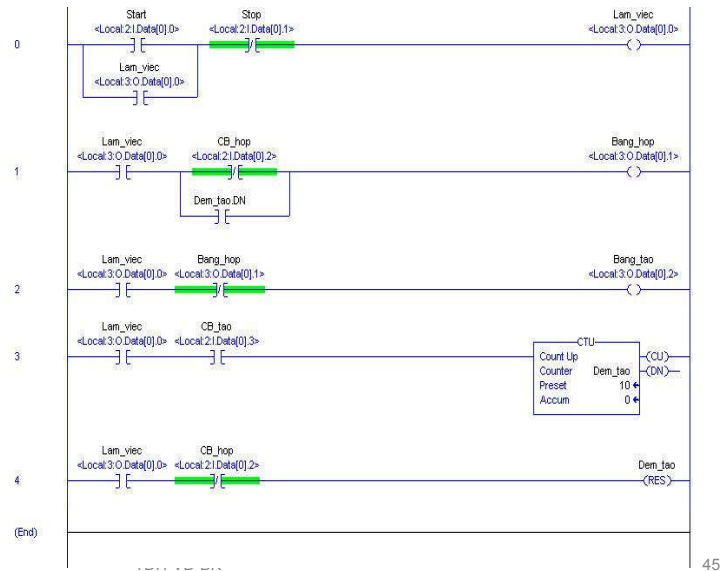 Start Stop Lam_viec
<Local:2:I.Data[0].0> <Local:2:I.Data[0].1> <Local:3:O.Data[0].0>
0
Lam_viec
<Local:3:O.Data[0].0>
Lam_viec CB_hop Bang_hop
<Local:3:O.Data[0].0> <Local:2:I.Data[0].2> <Local:3:O.Data[0].1>
1
Dem_tao.DN
Lam_viec Bang_hop Bang_tao
<Local:3:O.Data[0].0> <Local:3:O.Data[0].1> <Local:3:O.Data[0].2>
2
Lam_viec CB_tao
<Local:3:O.Data[0].0> <Local:2:I.Data[0].3>
CTU
3 Count Up (CU)
Counter Dem_tao (DN)
Preset 10
Accum 0
Lam_viec CB_hop
<Local:3:O.Data[0].0> <Local:2:I.Data[0].2> Dem_tao
4 (RES)
(End)
45